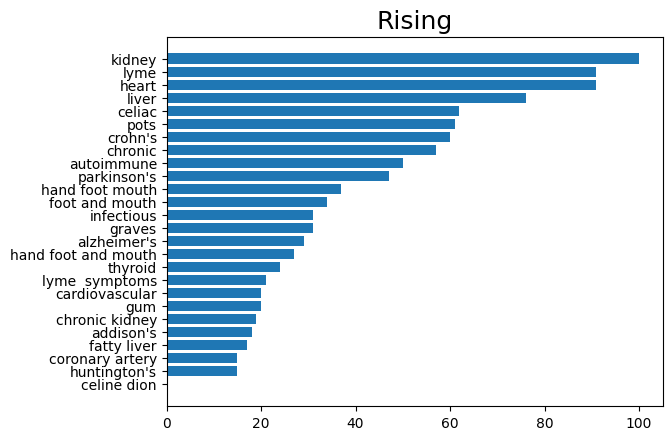 Rising
kidney
lyme
heart
liver
celiac
pots
crohn's
chronic
autoimmune
parkinson's
hand foot mouth
foot and mouth
infectious
graves
alzheimer's
hand foot and mouth
thyroid
lyme  symptoms
cardiovascular
gum
chronic kidney
addison's
fatty liver
coronary artery
huntington's
celine dion
0 20 40 60 80 100